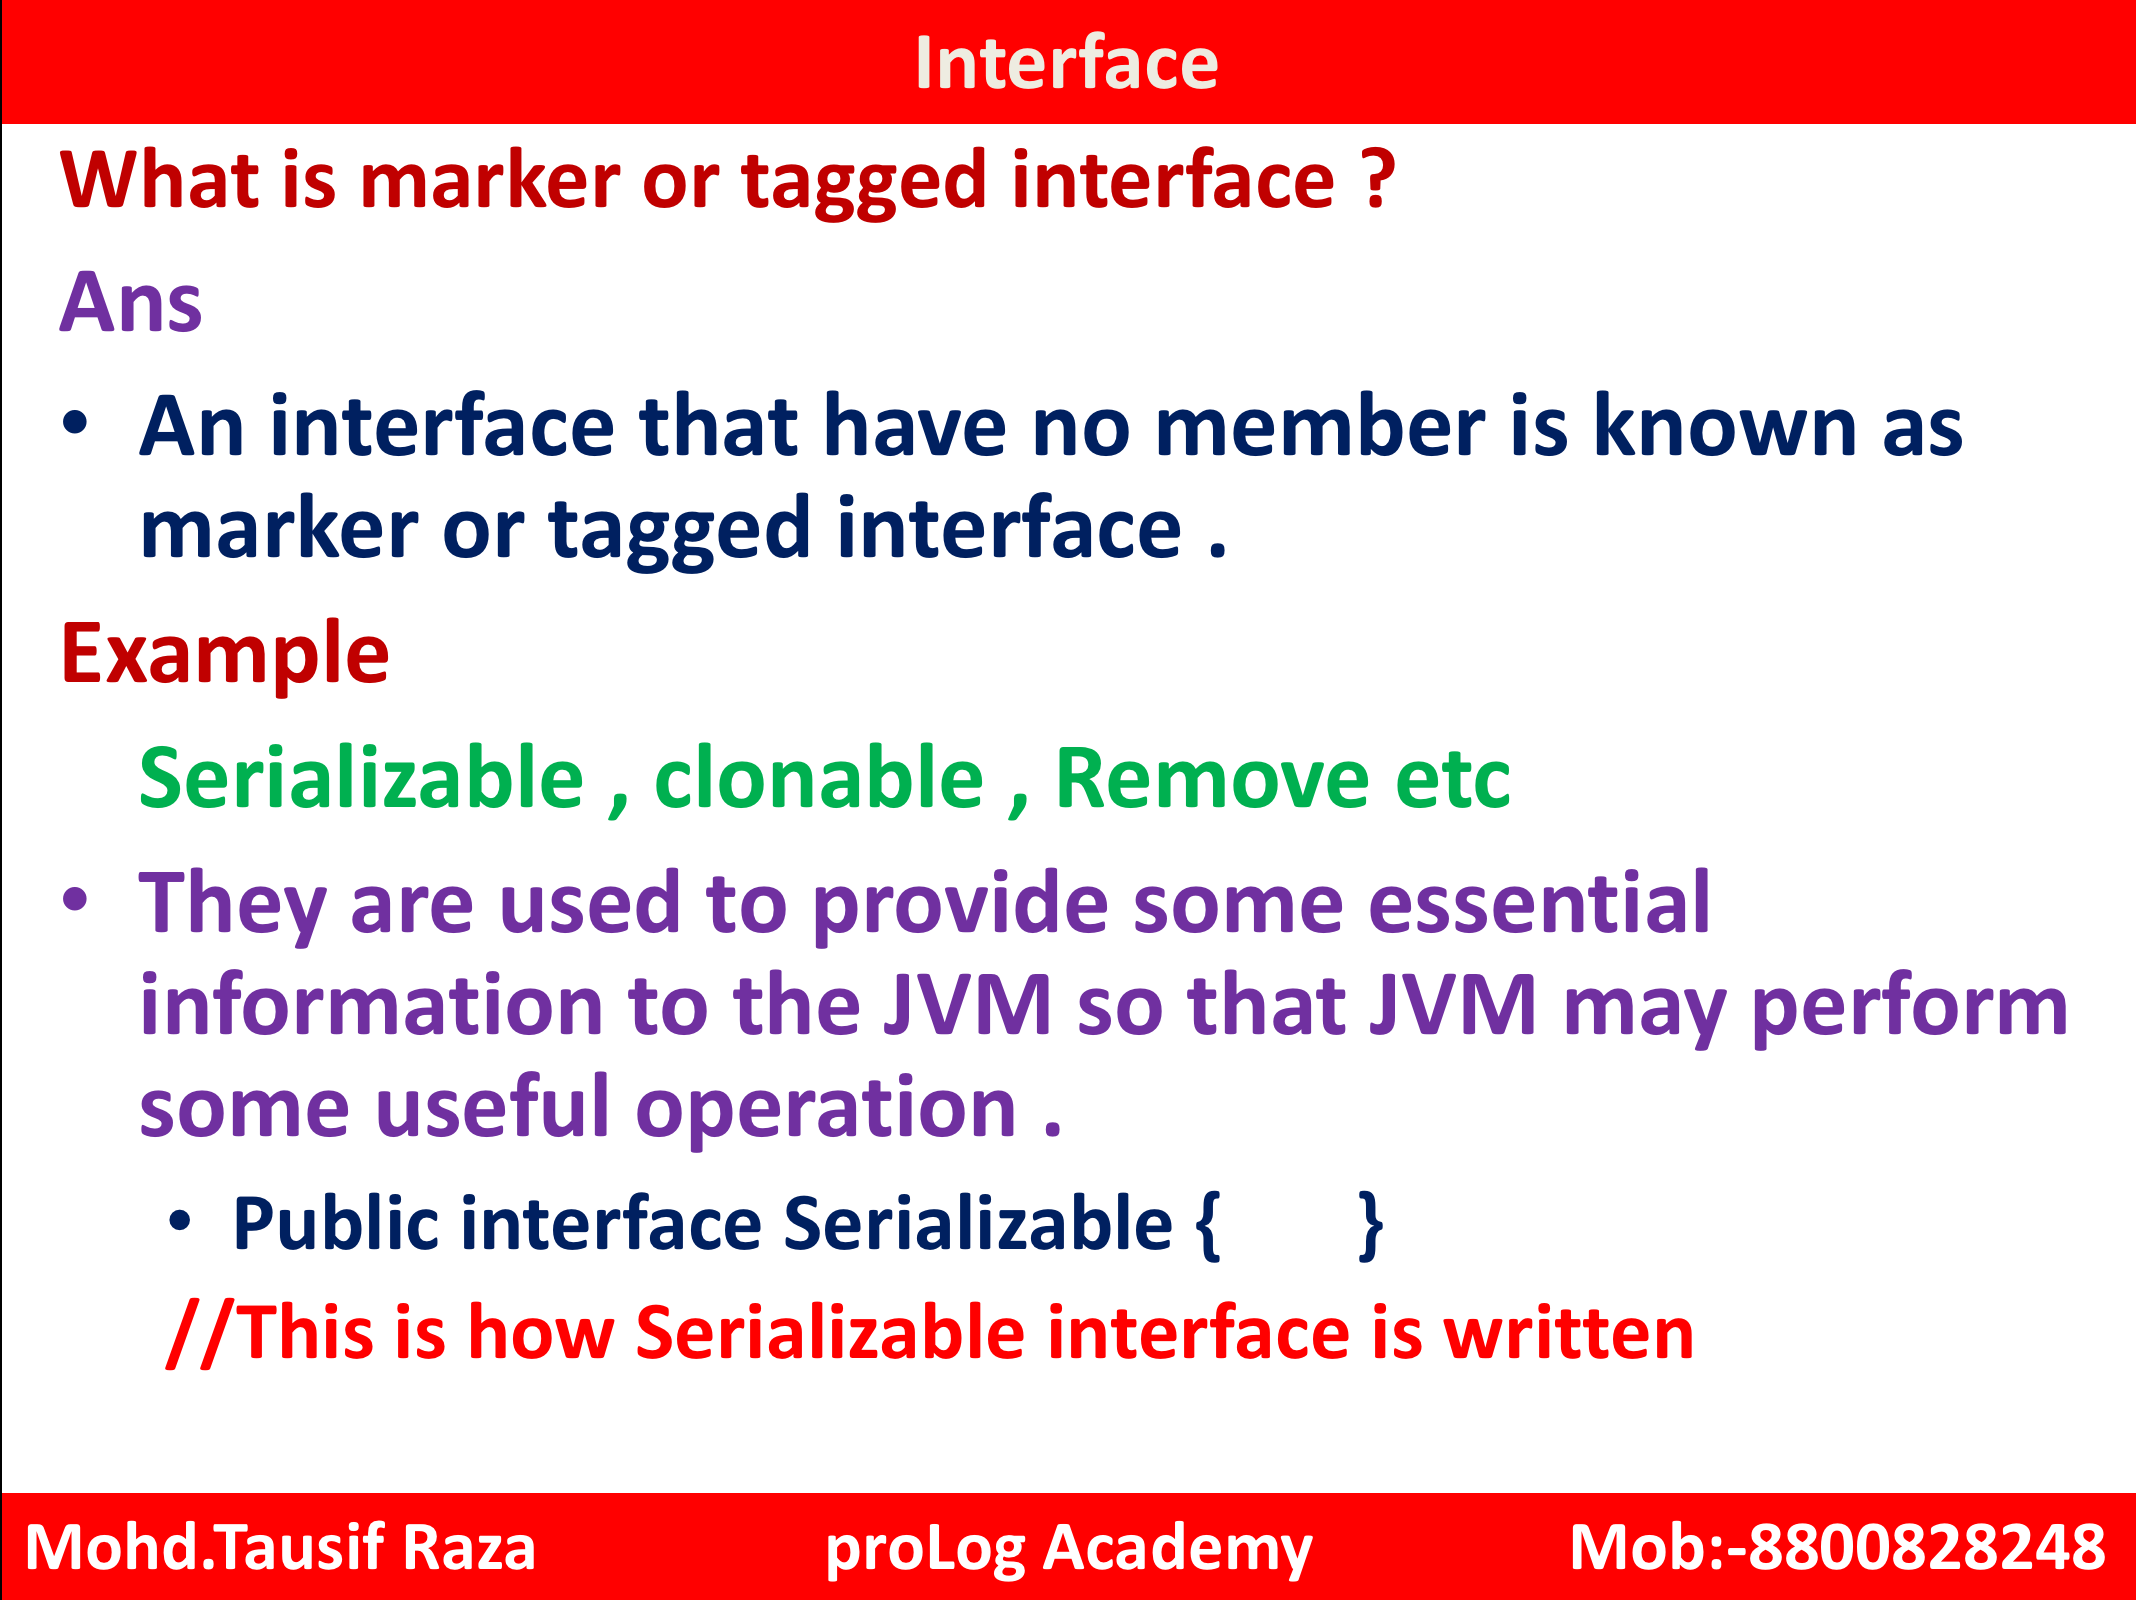 Interface
What is marker or tagged interface ?
Ans
• An interface that have no member is known as
marker or tagged interface .
Example
Serializable , clonable , Remove etc
• They are used to provide some essential
information to the JVM so that JVM may perform
some useful operation .
• Public interface Serializable { }
//This is how Serializable interface is written
Mohd.Tausif Raza proLog Academy Mob:-8800828248